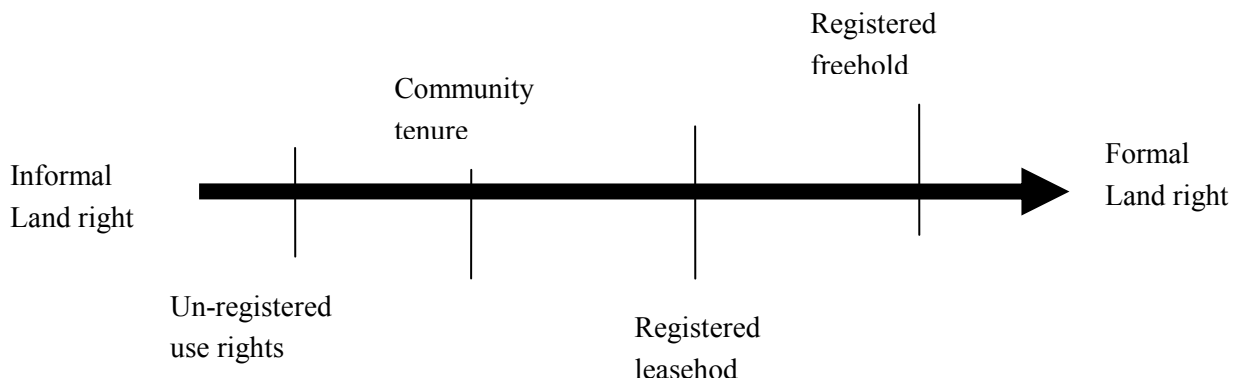 Informal
Land right
Un-registered
use rights
Community
tenure
Registered
leasehod
Registered
freehold
Formal
Land right